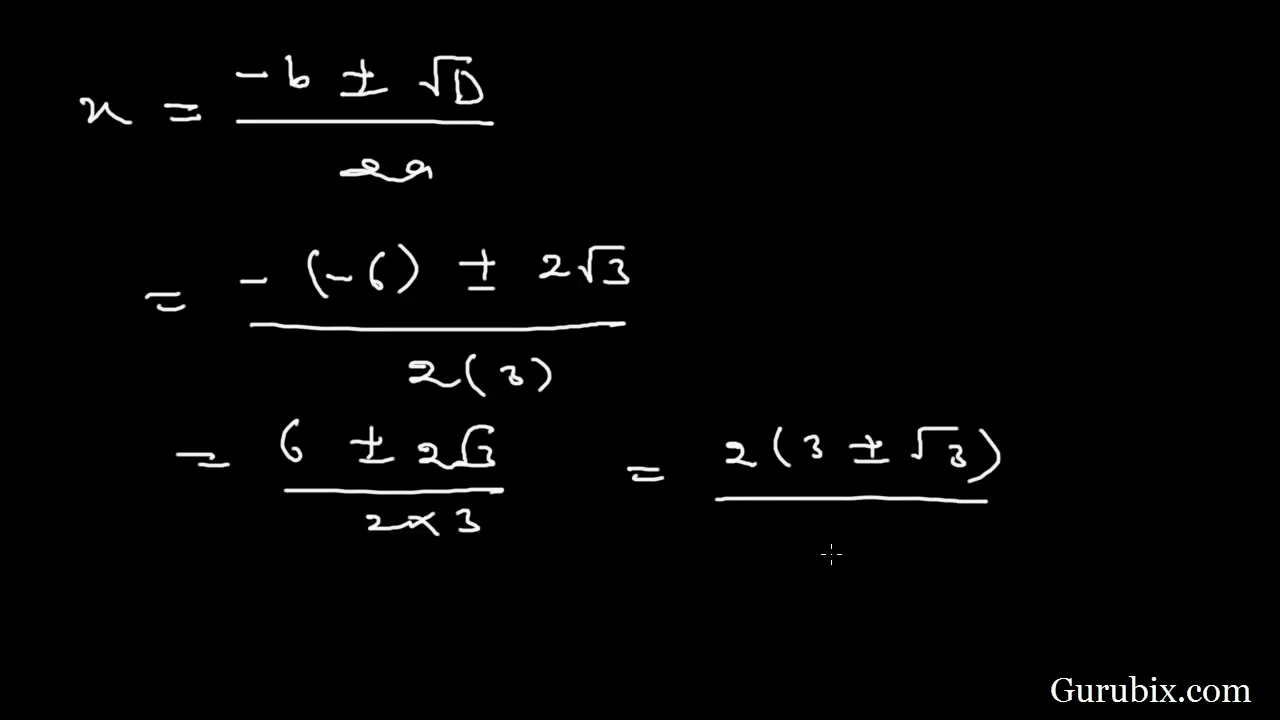 x = (-b ± √D) / 2a
= (-(-6) ± 2√3) / 2(3)
= (6 ± 2√3) / 2×3 = 2(3 ± √3)
Gurubix.com